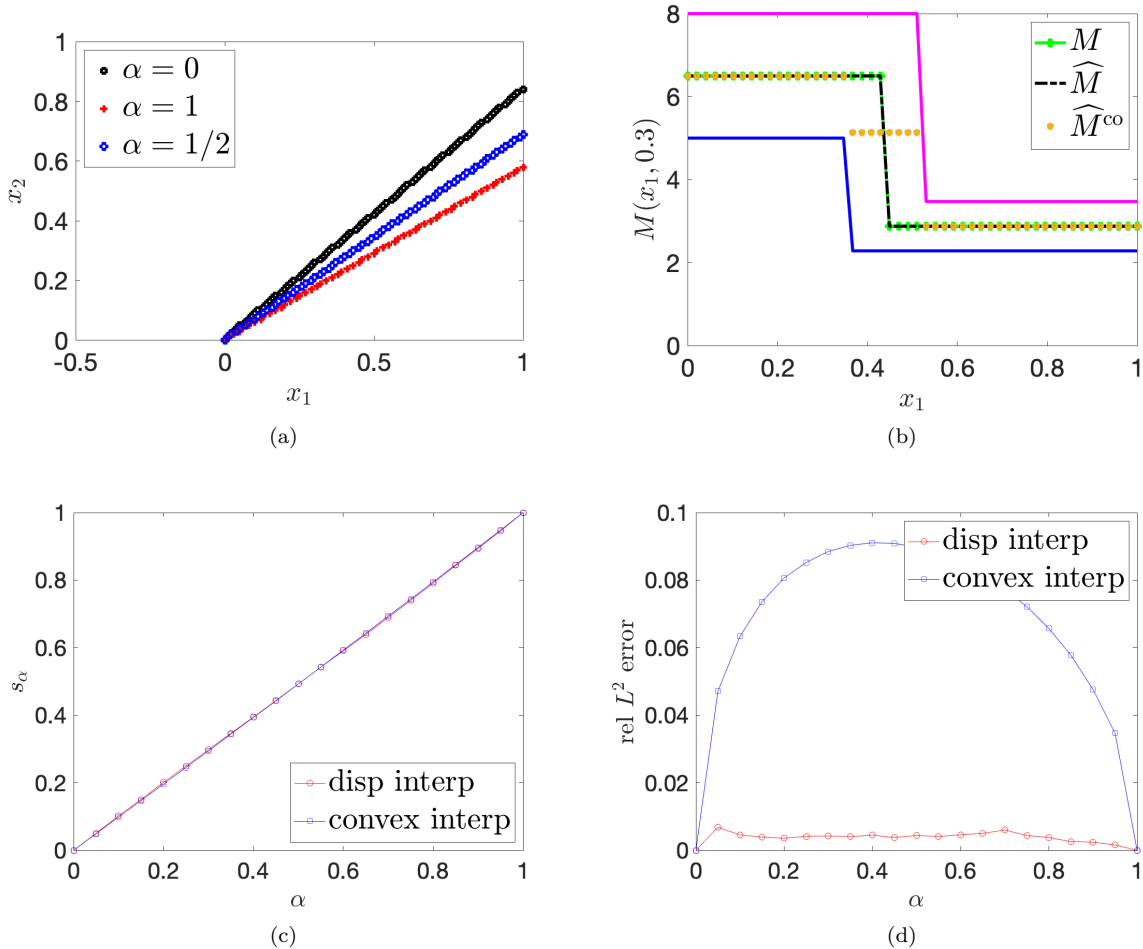 1
0.8
0.6
0.4
0.2
0
x₂
α = 0
α = 1
α = 1/2
-0.5 0 0.5 1
x₁
(a)
8
6
4
2
0
M(x₁, 0.3)
M
M̂
M̂ᶜᵒ
0 0.2 0.4 0.6 0.8 1
x₁
(b)
1
0.8
0.6
0.4
0.2
0
s_α
disp interp
convex interp
0 0.2 0.4 0.6 0.8 1
α
(c)
0.1
0.08
0.06
0.04
0.02
0
rel L² error
disp interp
convex interp
0 0.2 0.4 0.6 0.8 1
α
(d)